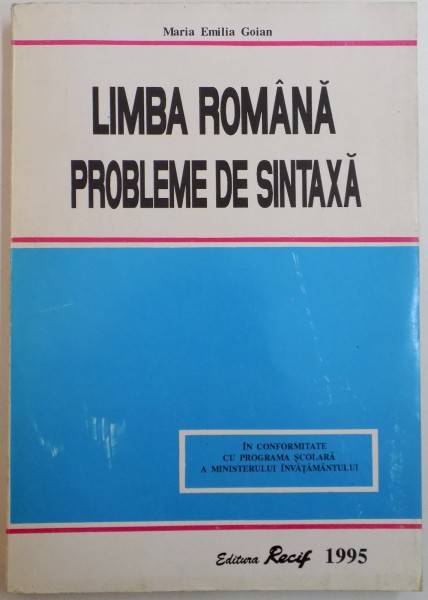 Maria Emilia Goian
LIMBA ROMÂNĂ
PROBLEME DE SINTAXĂ
ÎN CONFORMITATE
CU PROGRAMA ŞCOLARĂ
A MINISTERULUI ÎNVĂŢĂMÂNTULUI
Editura Recif 1995